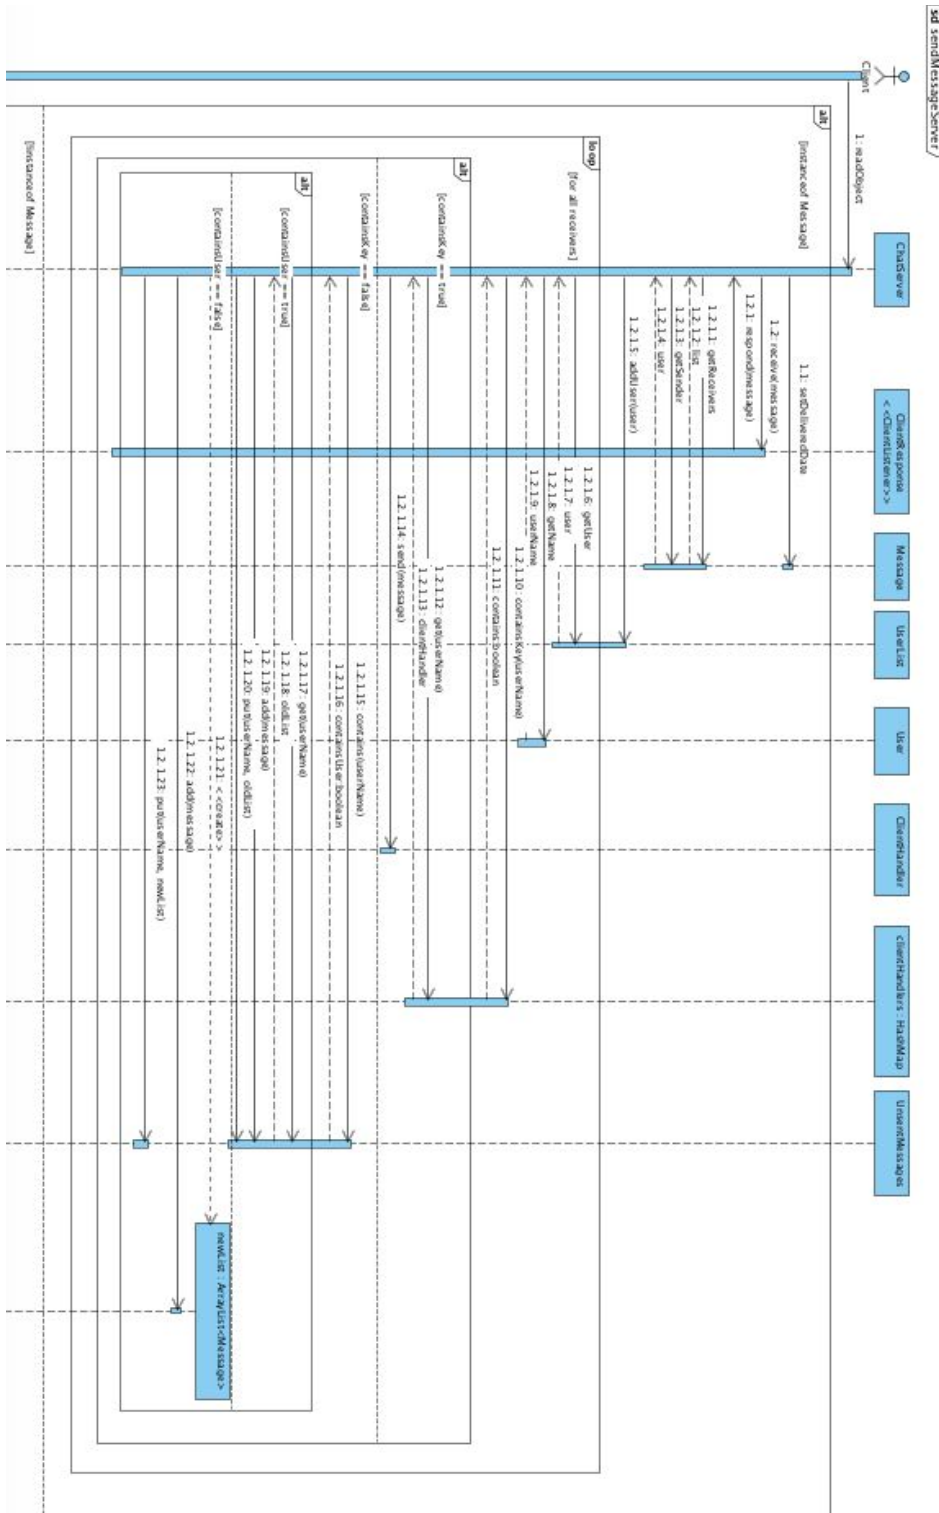 sd sendMessageServer
Client
ChatServer
ClientResponse
< <ClientListener> >
Message
UserList
User
ClientHandler
clientHandlers : HashMap
UnsentMessages
1: readObject
alt
[instanceof Message]
1.1: setDeliveredDate
1.2: receive(message)
1.2.1: respond(message)
1.2.1.1: getReceivers
1.2.1.2: list
1.2.1.3: getSender
1.2.1.4: user
1.2.1.5: addUser(user)
loop
[for all receivers]
1.2.1.6: getUser
1.2.1.7: user
1.2.1.8: getName
1.2.1.9: userName
1.2.1.10: containsKey(userName)
1.2.1.11: contains:boolean
alt
[containsKey == true]
1.2.1.12: get(userName)
1.2.1.13: clientHandler
1.2.1.14: send(message)
[containsKey == false]
1.2.1.15: contains(userName)
1.2.1.16: containsUser:boolean
alt
[containsUser == true]
1.2.1.17: get(userName)
1.2.1.18: oldList
1.2.1.19: add(message)
1.2.1.20: put(userName, oldList)
[containsUser == false]
1.2.1.21: < <create> >
newList : ArrayList<Message>
1.2.1.22: add(message)
1.2.1.23: put(userName, newList)
[!instanceof Message]